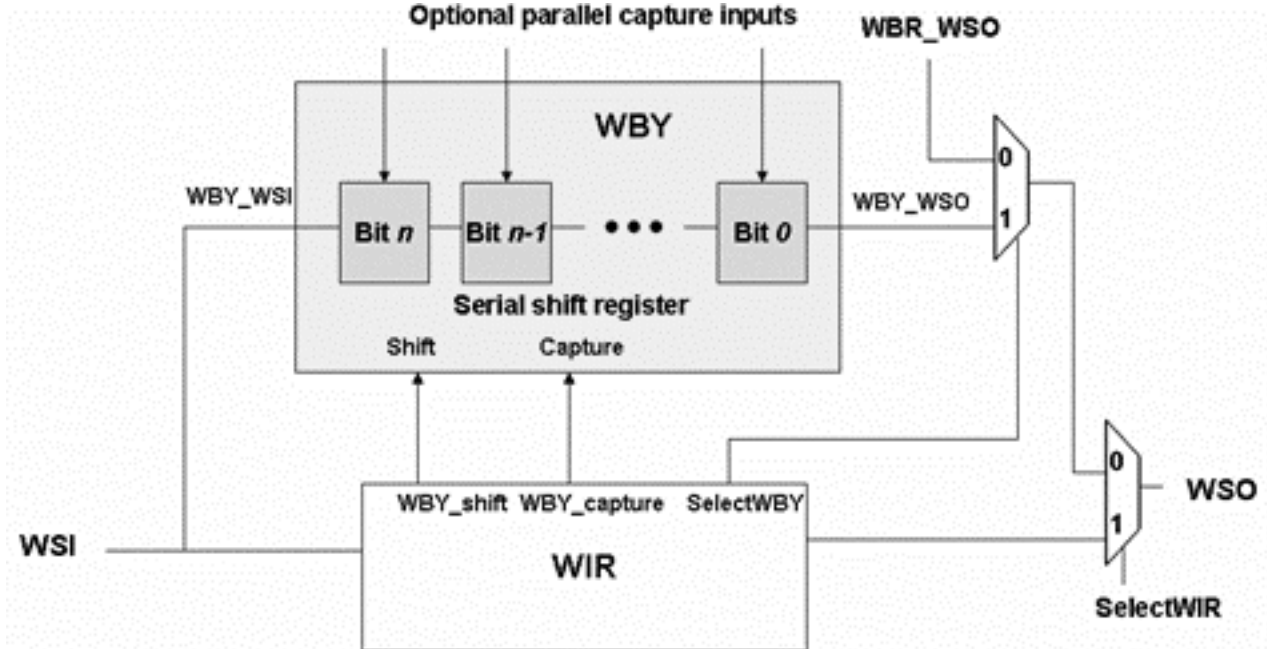 Optional parallel capture inputs
WBR_WSO
WBY
0
WBY_WSI
WBY_WSO
Bit n
Bit n-1
Bit 0
1
Serial shift register
Shift
Capture
0
WBY_shift
WBY_capture
SelectWBY
WSO
1
WSI
WIR
SelectWIR